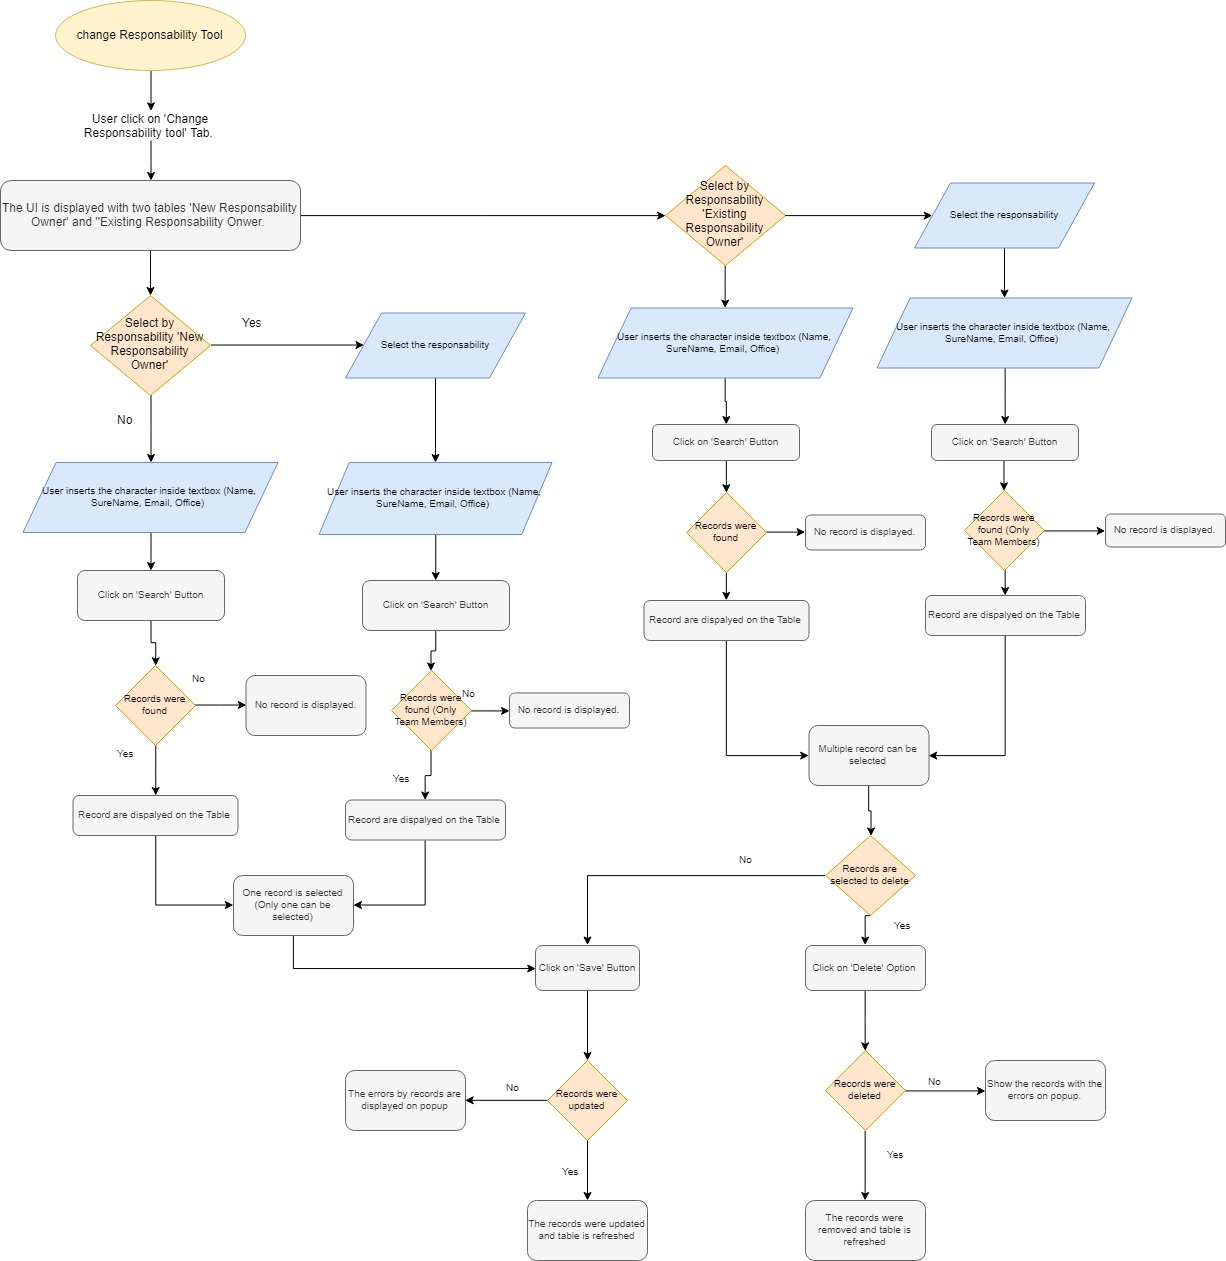 change Responsability Tool
User click on 'Change
Responsability tool' Tab.
The UI is displayed with two tables 'New Responsability
Owner' and "Existing Responsability Onwer.
Select by
Responsability
'Existing
Responsability
Owner'
Select the responsability
Select by
Responsability 'New
Responsability
Owner'
Yes
Select the responsability
No
User inserts the character inside textbox (Name,
SureName, Email, Office)
User inserts the character inside textbox (Name,
SureName, Email, Office)
Click on 'Search' Button
Click on 'Search' Button
User inserts the character inside textbox (Name,
SureName, Email, Office)
User inserts the character inside textbox (Name,
SureName, Email, Office)
Records were
found
No record is displayed.
Records were
found (Only
Team Members)
No record is displayed.
Click on 'Search' Button
Click on 'Search' Button
Record are dispalyed on the Table
Record are dispalyed on the Table
Records were
found
No
No record is displayed.
Yes
Records were
found (Only
Team Members)
No
No record is displayed.
Yes
Multiple record can be
selected
Record are dispalyed on the Table
Record are dispalyed on the Table
One record is selected
(Only one can be
selected)
Records are
selected to delete
No
Yes
Click on 'Save' Button
Click on 'Delete' Option
The errors by records are
displayed on popup
No
Records were
updated
Yes
Records were
deleted
No
Show the records with the
errors on popup.
Yes
The records were updated
and table is refreshed
The records were
removed and table is
refreshed